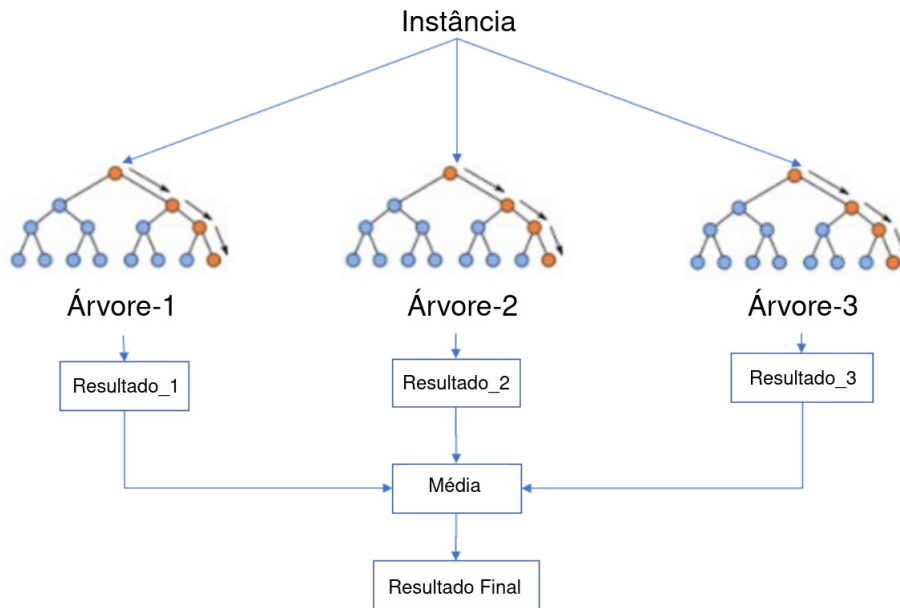 Instância
Árvore-1
Árvore-2
Árvore-3
Resultado_1
Resultado_2
Resultado_3
Média
Resultado Final